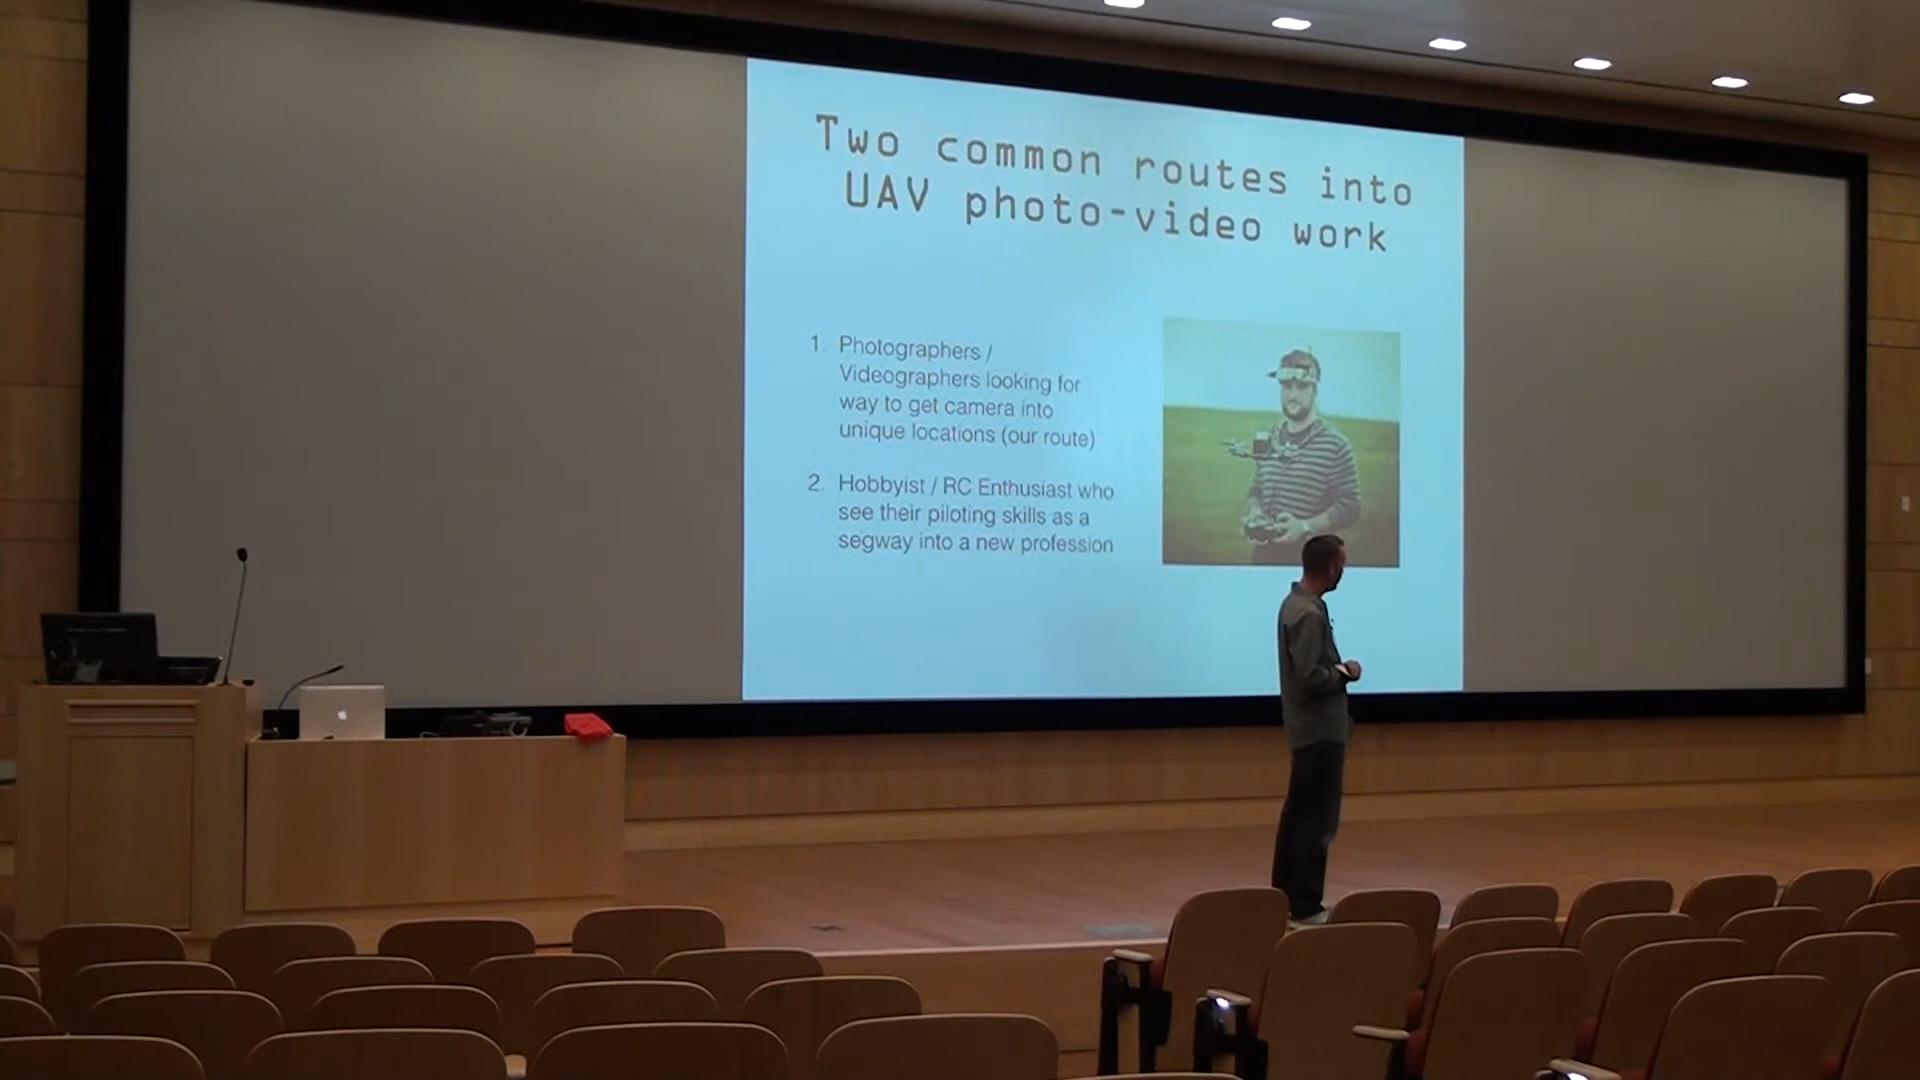 Two common routes into
UAV photo-video work
1. Photographers /
Videographers looking for
way to get camera into
unique locations (our route)
2. Hobbyist / RC Enthusiast who
see their piloting skills as a
segway into a new profession